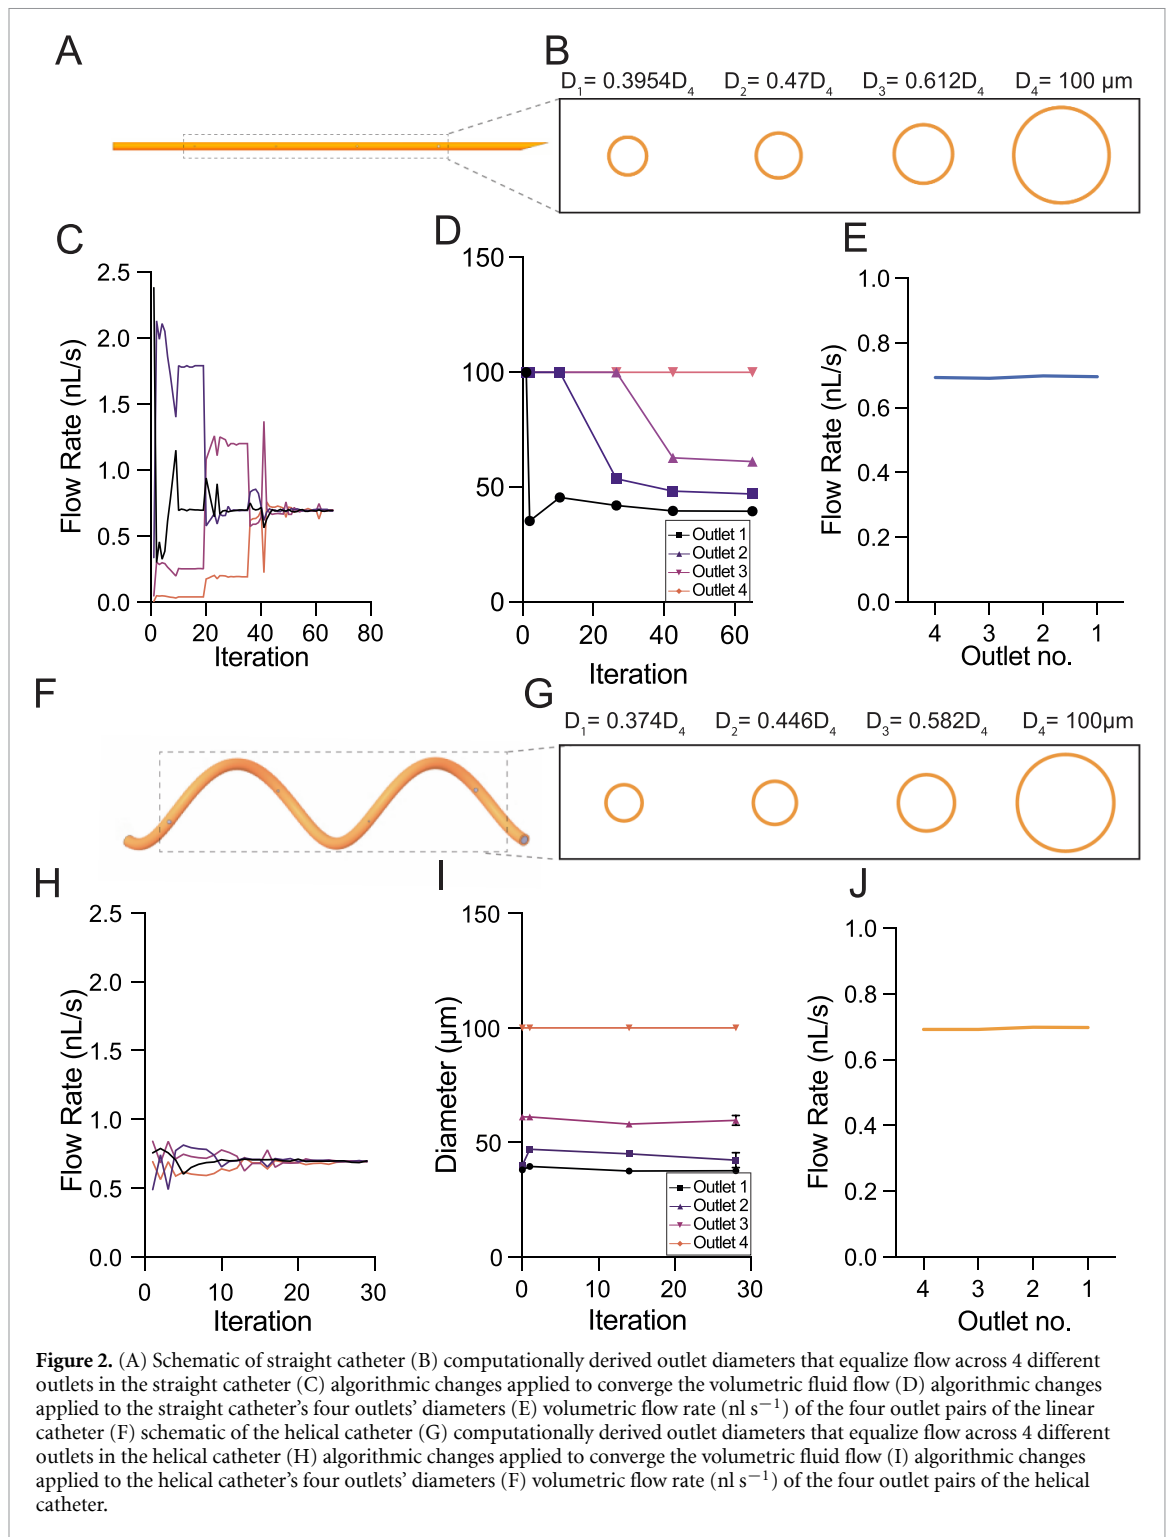 A
B
D₁= 0.3954D₄
D₂= 0.47D₄
D₃= 0.612D₄
D₄= 100 µm
C
Flow Rate (nL/s)
2.5
2.0
1.5
1.0
0.5
0.0
0 20 40 60 80
Iteration
D
150
100
50
0
0 20 40 60
Iteration
Outlet 1
Outlet 2
Outlet 3
Outlet 4
E
Flow Rate (nL/s)
1.0
0.8
0.6
0.4
0.2
0.0
4 3 2 1
Outlet no.
F
G
D₁= 0.374D₄
D₂= 0.446D₄
D₃= 0.582D₄
D₄= 100µm
H
Flow Rate (nL/s)
2.5
2.0
1.5
1.0
0.5
0.0
0 10 20 30
Iteration
I
Diameter (µm)
150
100
50
0
0 10 20 30
Iteration
Outlet 1
Outlet 2
Outlet 3
Outlet 4
J
Flow Rate (nL/s)
1.0
0.8
0.6
0.4
0.2
0.0
4 3 2 1
Outlet no.
Figure 2. (A) Schematic of straight catheter (B) computationally derived outlet diameters that equalize flow across 4 different
outlets in the straight catheter (C) algorithmic changes applied to converge the volumetric fluid flow (D) algorithmic changes
applied to the straight catheter's four outlets' diameters (E) volumetric flow rate (nl s⁻¹) of the four outlet pairs of the linear
catheter (F) schematic of the helical catheter (G) computationally derived outlet diameters that equalize flow across 4 different
outlets in the helical catheter (H) algorithmic changes applied to converge the volumetric fluid flow (I) algorithmic changes
applied to the helical catheter's four outlets' diameters (F) volumetric flow rate (nl s⁻¹) of the four outlet pairs of the helical
catheter.